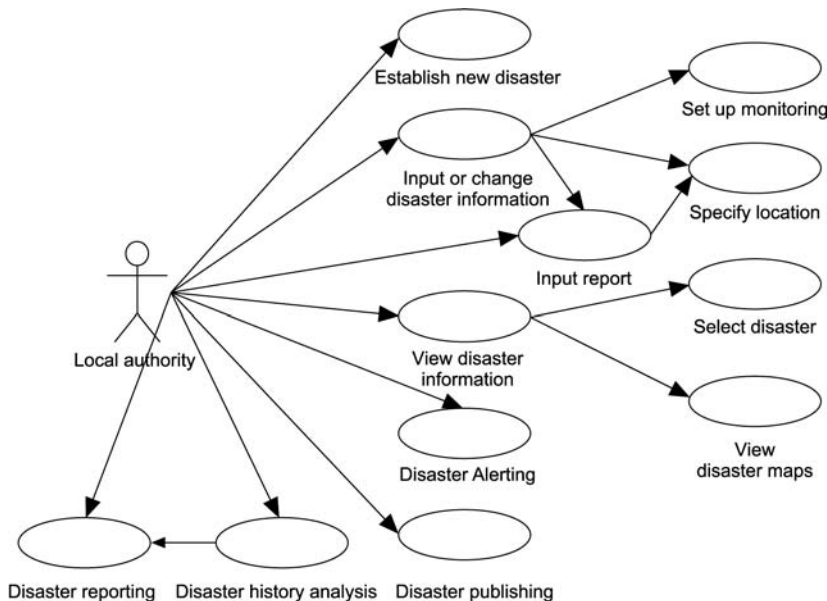 Establish new disaster
Set up monitoring
Input or change
disaster information
Specify location
Input report
Local authority
View disaster
information
Select disaster
Disaster Alerting
View
disaster maps
Disaster reporting
Disaster history analysis
Disaster publishing